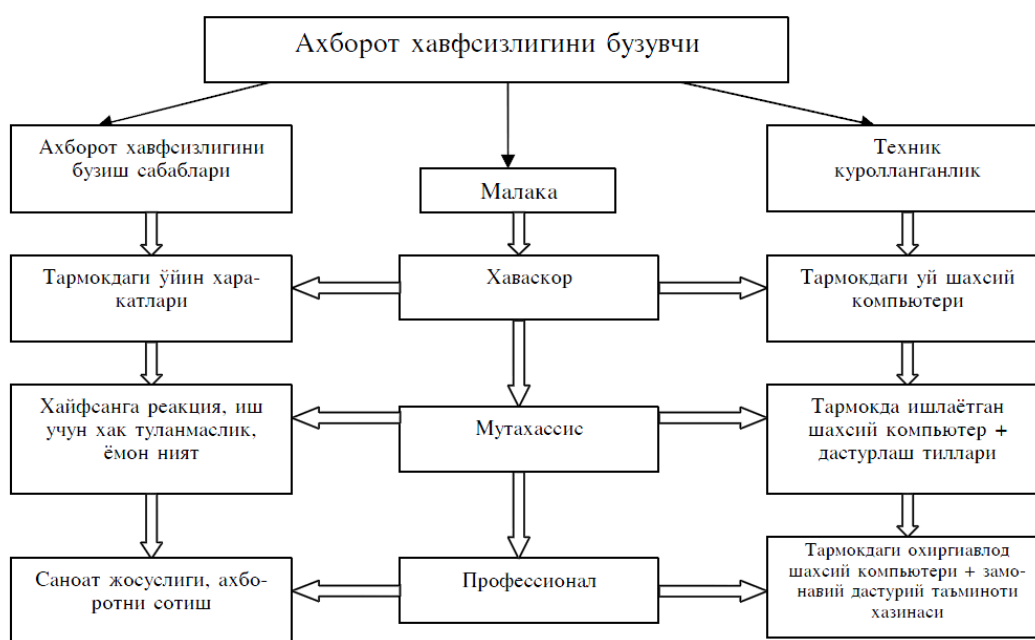 Ахборот хавфсизлигини бузувчи
Ахборот хавфсизлигини
бузиш сабаблари
Малака
Техник
куролланганлик
Тармокдаги ўйин хара-
катлари
Хаваскор
Тармокдаги уй шахсий
компьютери
Хайфсанга реакция, иш
учун хак туланмаслик,
ёмон ният
Мутахассис
Тармокда ишлаётган
шахсий компьютер +
дастурлаш тиллари
Саноат жосуслиги, ахбо-
ротни сотиш
Профессионал
Тармокдаги охиргиавлод
шахсий компьютери + замо-
навий дастурий таъминоти
хазинаси